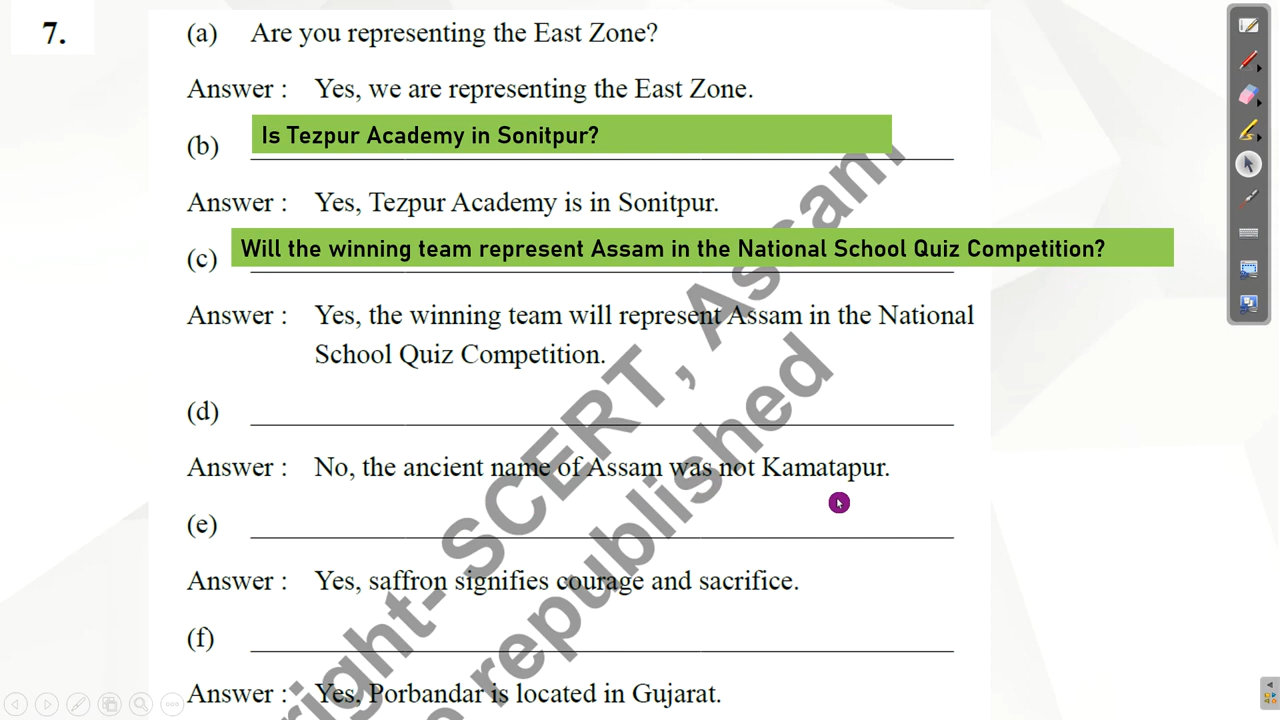 7.
(a) Are you representing the East Zone?
Answer : Yes, we are representing the East Zone.
(b) Is Tezpur Academy in Sonitpur?
Answer : Yes, Tezpur Academy is in Sonitpur.
(c) Will the winning team represent Assam in the National School Quiz Competition?
Answer : Yes, the winning team will represent Assam in the National
School Quiz Competition.
(d)
Answer : No, the ancient name of Assam was not Kamatapur.
(e)
Answer : Yes, saffron signifies courage and sacrifice.
(f)
Answer : Yes, Porbandar is located in Gujarat.
right- SCERT, Assam
republished